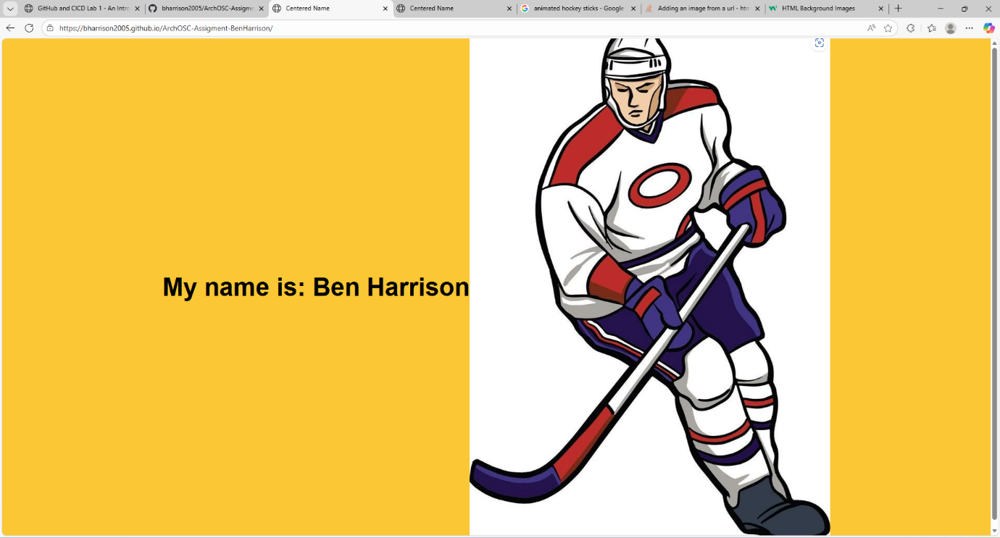 GitHub and CICD Lab 1 - An Intro
bharrison2005/ArchOSC-Assigme
Centered Name
Centered Name
animated hockey sticks - Google
Adding an image from a url - htm
HTML Background Images
https://bharrison2005.github.io/ArchOSC-Assigment-BenHarrison/
My name is: Ben Harrison